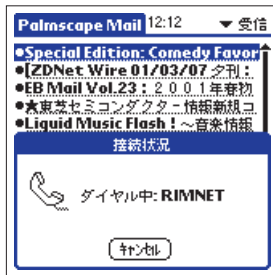 Palmscape Mail 12:12 ▼ 受信
●Special Edition: Comedy Favor
●[ZDNet Wire 01/03/07 夕刊:
●EB Mail Vol.23：２００１年春物
●★東芝セミコンダクター情報新規コ
●Liquid Music Flash！～音楽情報
接続状況
ダイヤル中: RIMNET
ｷｬﾝｾﾙ